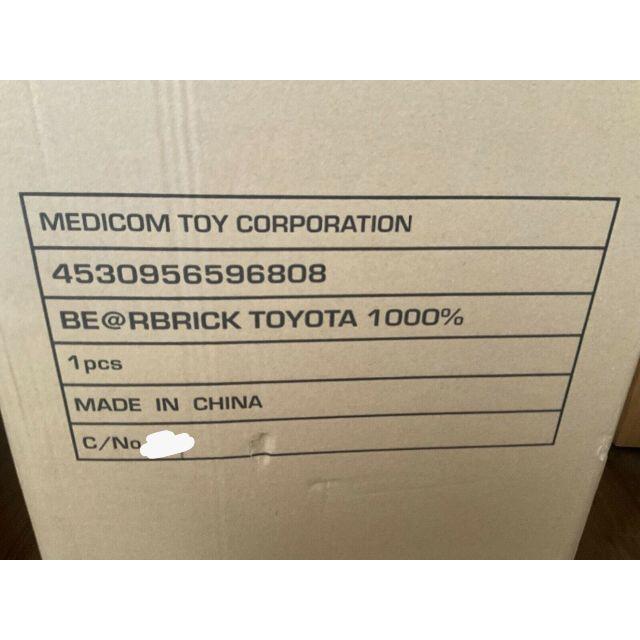 MEDICOM TOY CORPORATION
4530956596808
BE@RBRICK TOYOTA 1000%
1pcs
MADE IN CHINA
C/No